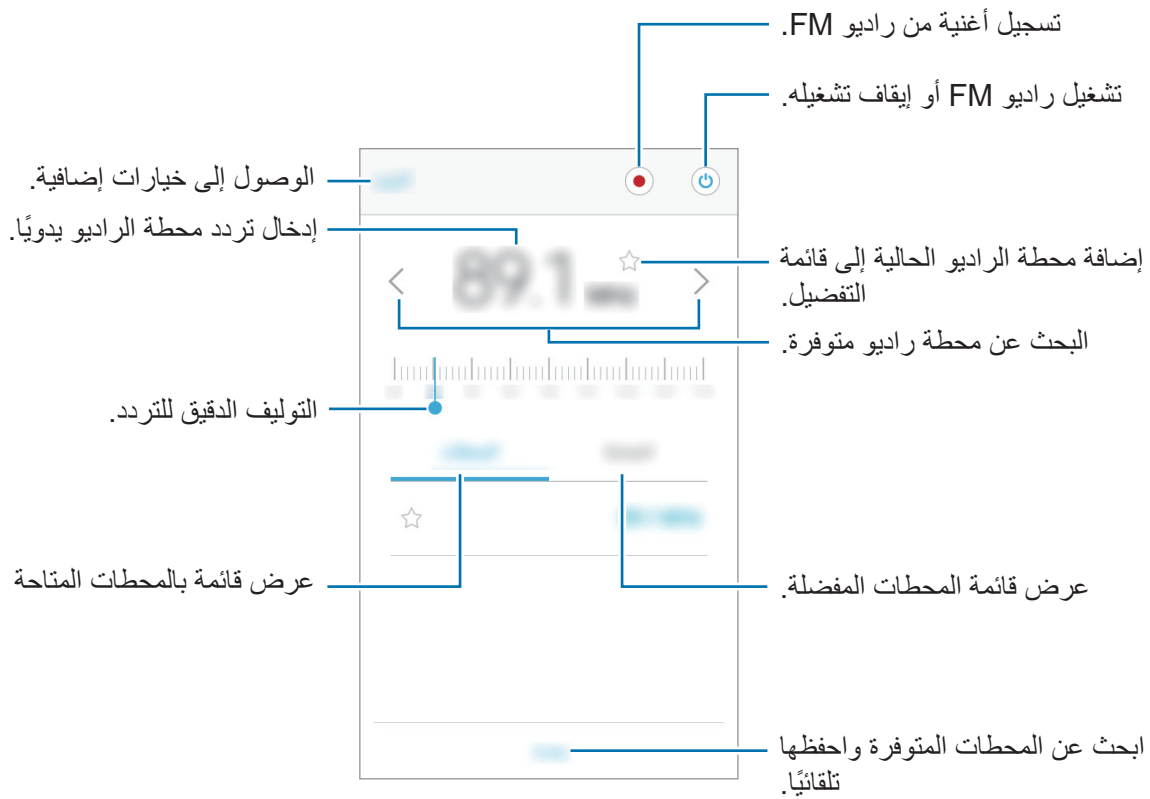 تسجيل أغنية من راديو FM.
تشغيل راديو FM أو إيقاف تشغيله.
الوصول إلى خيارات إضافية.
إدخال تردد محطة الراديو يدويًا.
89.1
إضافة محطة الراديو الحالية إلى قائمة
التفضيل.
البحث عن محطة راديو متوفرة.
التوليف الدقيق للتردد.
عرض قائمة بالمحطات المتاحة
عرض قائمة المحطات المفضلة.
ابحث عن المحطات المتوفرة واحفظها
تلقائيًا.